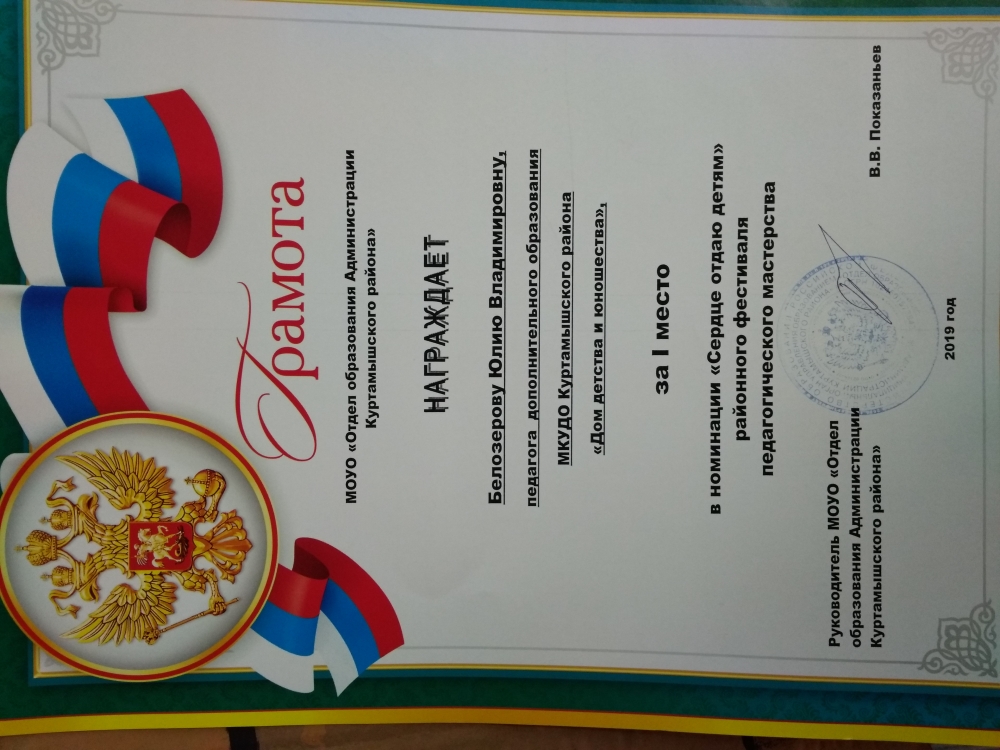 Грамота
МОУО «Отдел образования Администрации
Куртамышского района»
НАГРАЖДАЕТ
Белозерову Юлию Владимировну,
педагога дополнительного образования
МКУДО Куртамышского района
«Дом детства и юношества»,
за I место
в номинации «Сердце отдаю детям»
районного фестиваля
педагогического мастерства
Руководитель МОУО «Отдел
образования Администрации
Куртамышского района»
В.В. Показаньев
2019 год